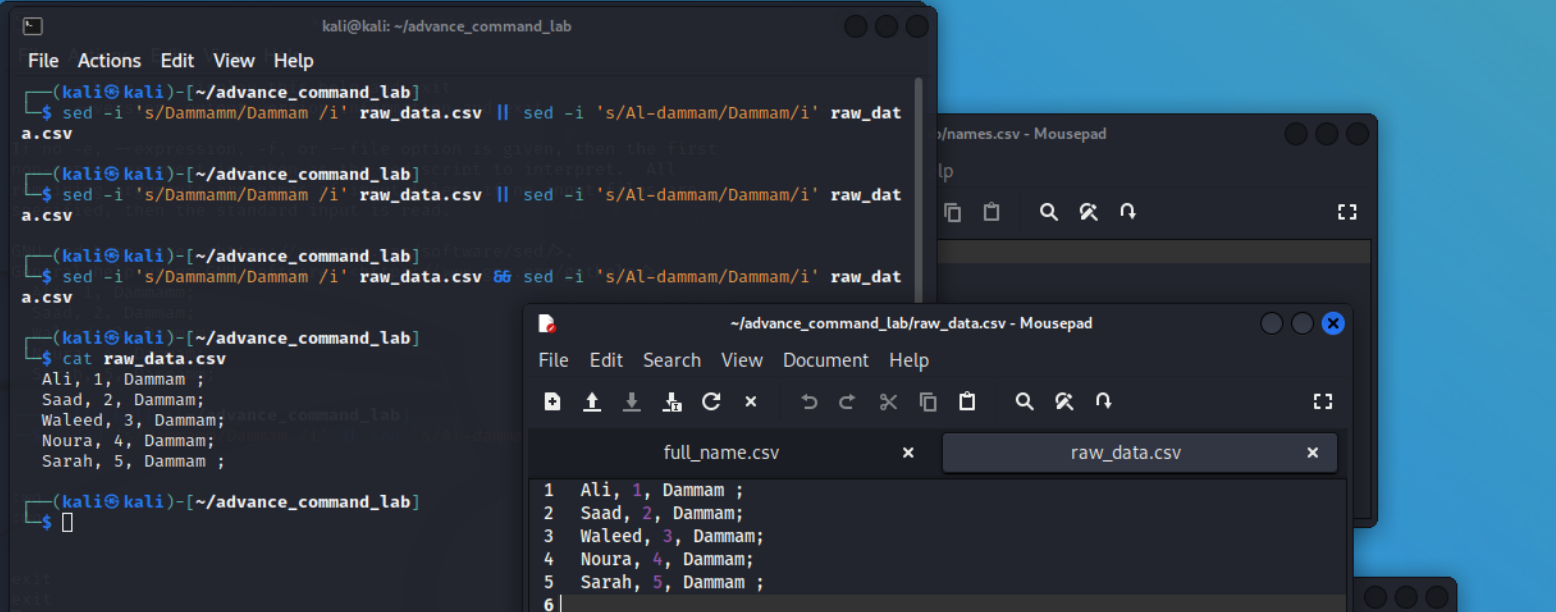 kali@kali: ~/advance_command_lab
File Actions Edit View Help
┌──(kali㉿kali)-[~/advance_command_lab]
└─$ sed -i 's/Dammamm/Dammam /i' raw_data.csv || sed -i 's/Al-dammam/Dammam/i' raw_dat
a.csv
┌──(kali㉿kali)-[~/advance_command_lab]
└─$ sed -i 's/Dammamm/Dammam /i' raw_data.csv || sed -i 's/Al-dammam/Dammam/i' raw_dat
a.csv
┌──(kali㉿kali)-[~/advance_command_lab]
└─$ sed -i 's/Dammamm/Dammam /i' raw_data.csv && sed -i 's/Al-dammam/Dammam/i' raw_dat
a.csv
┌──(kali㉿kali)-[~/advance_command_lab]
└─$ cat raw_data.csv
Ali, 1, Dammam ;
Saad, 2, Dammam;
Waleed, 3, Dammam;
Noura, 4, Dammam;
Sarah, 5, Dammam ;
┌──(kali㉿kali)-[~/advance_command_lab]
└─$
/names.csv - Mousepad
lp
~/advance_command_lab/raw_data.csv - Mousepad
File Edit Search View Document Help
full_name.csv
raw_data.csv
1 Ali, 1, Dammam ;
2 Saad, 2, Dammam;
3 Waleed, 3, Dammam;
4 Noura, 4, Dammam;
5 Sarah, 5, Dammam ;
6
exit
exit